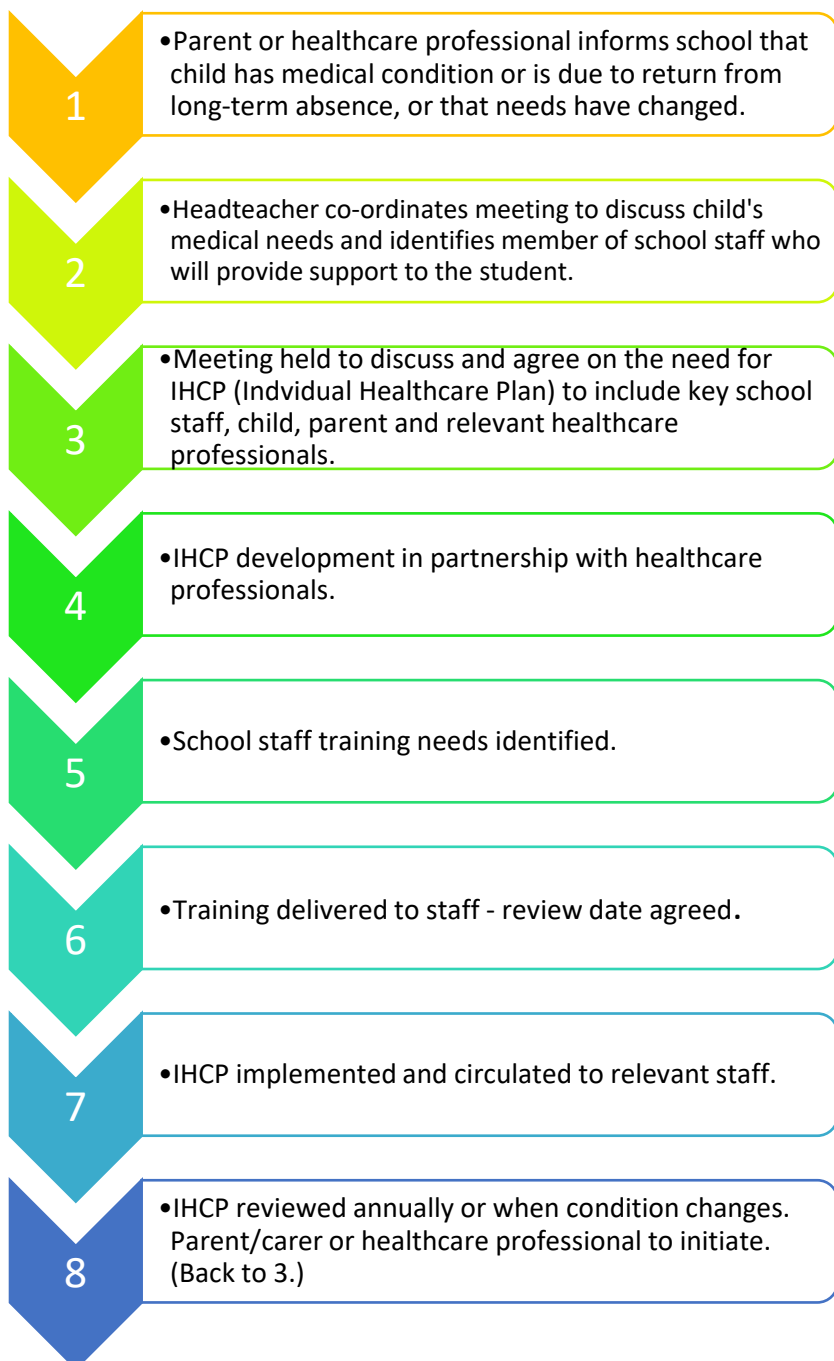 1
•Parent or healthcare professional informs school that
child has medical condition or is due to return from
long-term absence, or that needs have changed.
2
•Headteacher co-ordinates meeting to discuss child's
medical needs and identifies member of school staff who
will provide support to the student.
3
•Meeting held to discuss and agree on the need for
IHCP (Indvidual Healthcare Plan) to include key school
staff, child, parent and relevant healthcare
professionals.
4
•IHCP development in partnership with healthcare
professionals.
5
•School staff training needs identified.
6
•Training delivered to staff - review date agreed.
7
•IHCP implemented and circulated to relevant staff.
8
•IHCP reviewed annually or when condition changes.
Parent/carer or healthcare professional to initiate.
(Back to 3.)